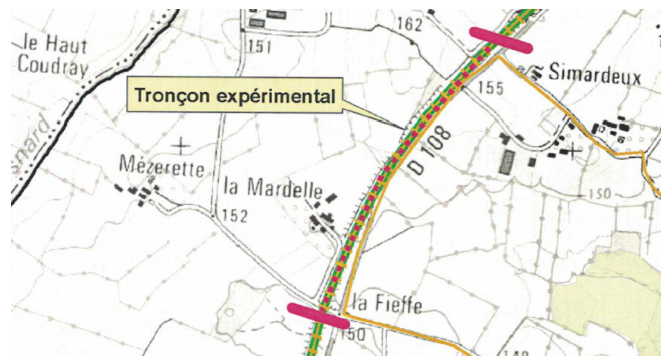 le Haut
Coudray
162
151
Tronçon expérimental
155
Simardeux
D 108
Mézerette
la Mardelle
150
152
la Fieffe
150